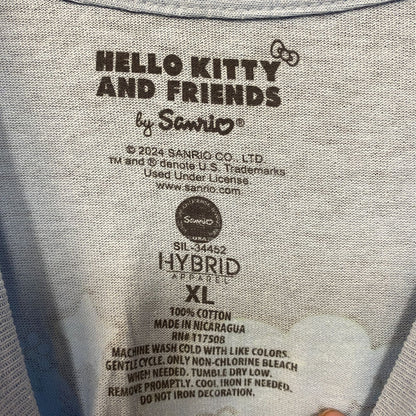 HELLO KITTY
AND FRIENDS
by Sanrio®
© 2024 SANRIO CO., LTD.
TM and ® denote U.S. Trademarks
Used Under License.
www.sanrio.com
Sanrio
SIL-34452
HYBRID
APPAREL
XL
100% COTTON
MADE IN NICARAGUA
RN# 117508
MACHINE WASH COLD WITH LIKE COLORS.
GENTLE CYCLE. ONLY NON-CHLORINE BLEACH
WHEN NEEDED. TUMBLE DRY LOW.
REMOVE PROMPTLY. COOL IRON IF NEEDED.
DO NOT IRON DECORATION.